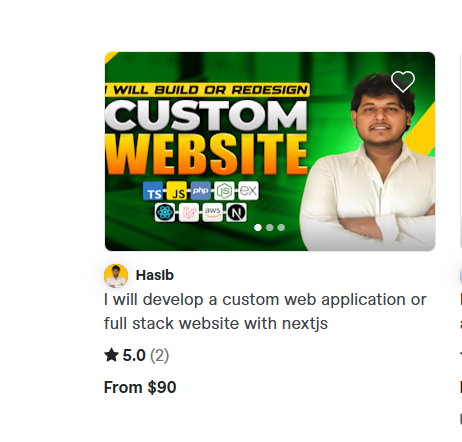 I WILL BUILD OR REDESIGN
CUSTOM
WEBSITE
TS JS php JS ex
aws N
HasIb
I will develop a custom web application or
full stack website with nextjs
★ 5.0 (2)
From $90